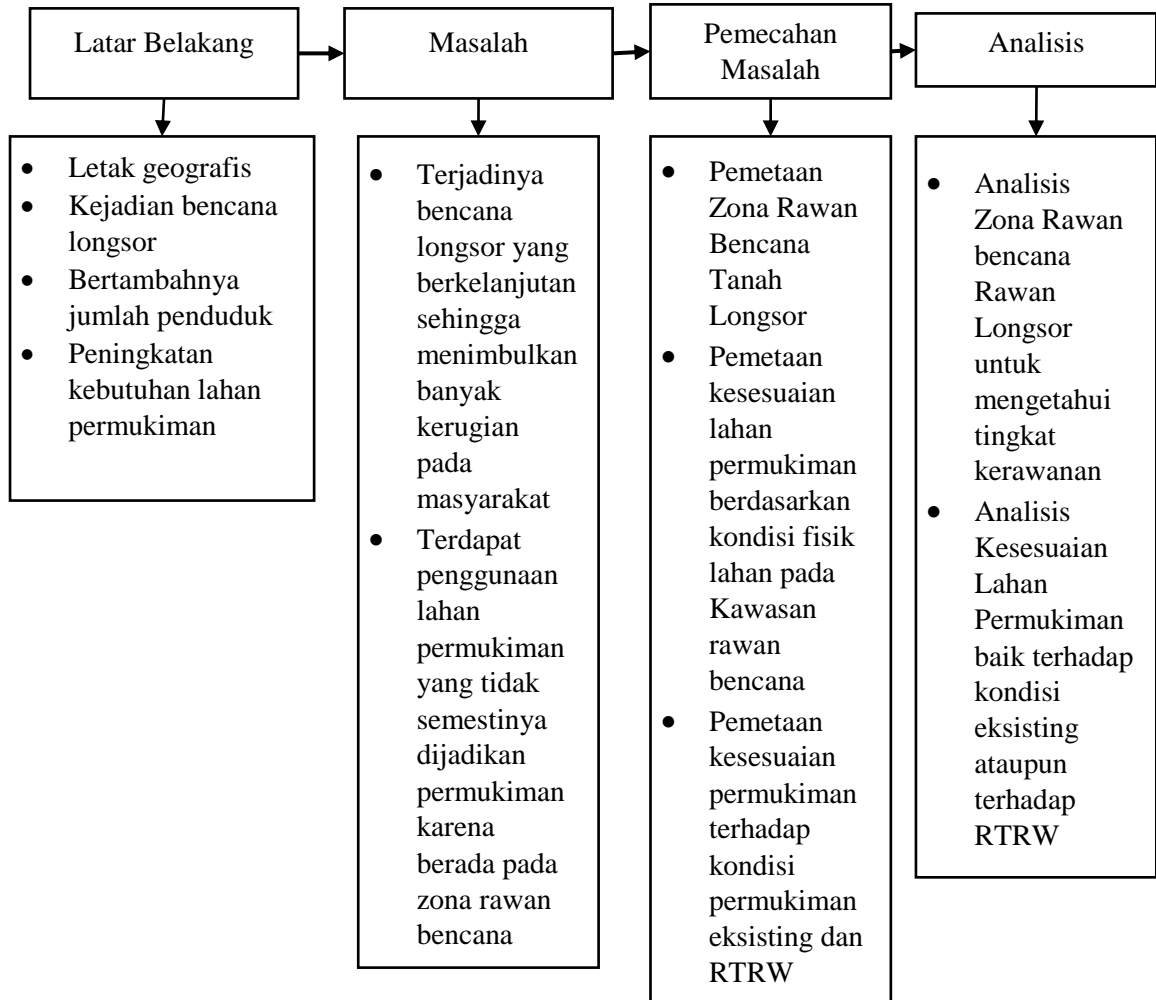 Latar Belakang
Masalah
Pemecahan
Masalah
Analisis
• Letak geografis
• Kejadian bencana
longsor
• Bertambahnya
jumlah penduduk
• Peningkatan
kebutuhan lahan
permukiman
• Terjadinya
bencana
longsor yang
berkelanjutan
sehingga
menimbulkan
banyak
kerugian
pada
masyarakat
• Terdapat
penggunaan
lahan
permukiman
yang tidak
semestinya
dijadikan
permukiman
karena
berada pada
zona rawan
bencana
• Pemetaan
Zona Rawan
Bencana
Tanah
Longsor
• Pemetaan
kesesuaian
lahan
permukiman
berdasarkan
kondisi fisik
lahan pada
Kawasan
rawan
bencana
• Pemetaan
kesesuaian
permukiman
terhadap
kondisi
permukiman
eksisting dan
RTRW
• Analisis
Zona Rawan
bencana
Rawan
Longsor
untuk
mengetahui
tingkat
kerawanan
• Analisis
Kesesuaian
Lahan
Permukiman
baik terhadap
kondisi
eksisting
ataupun
terhadap
RTRW